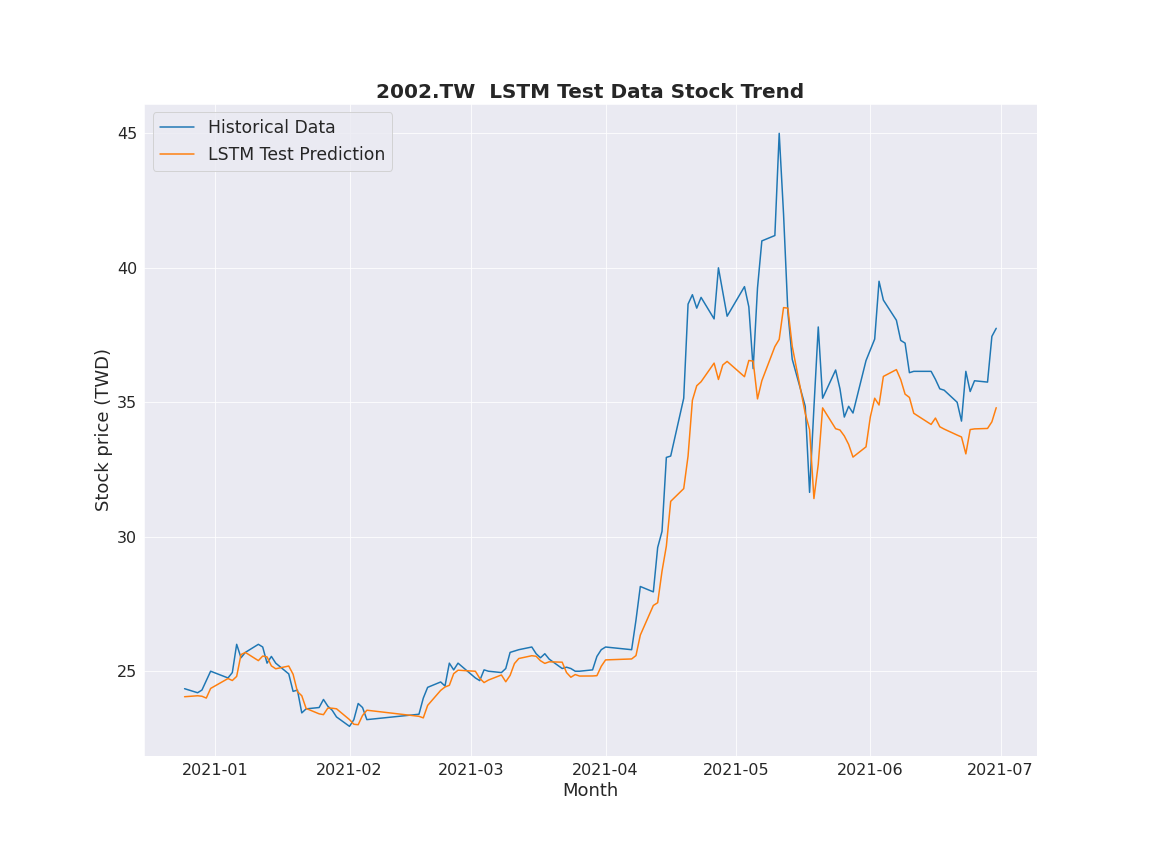 2002.TW  LSTM Test Data Stock Trend
Historical Data
LSTM Test Prediction
45
40
35
30
25
Stock price (TWD)
2021-01 2021-02 2021-03 2021-04 2021-05 2021-06 2021-07
Month